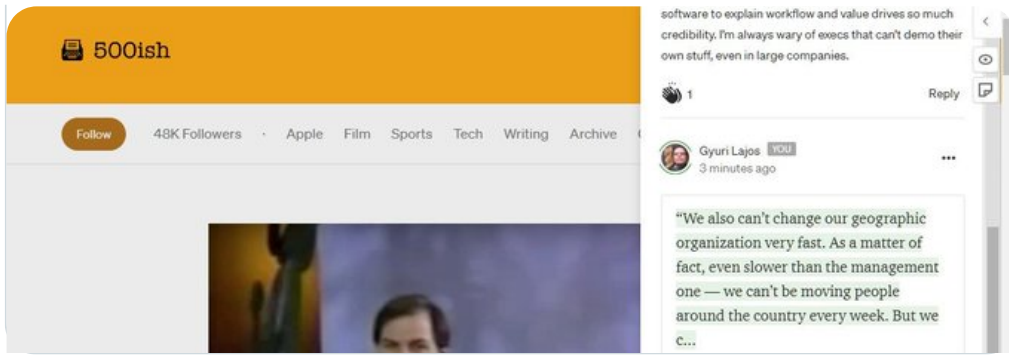 500ish
Follow
48K Followers · Apple Film Sports Tech Writing Archive
software to explain workflow and value drives so much
credibility. I'm always wary of execs that can't demo their
own stuff, even in large companies.
1
Reply
Gyuri Lajos YOU
3 minutes ago
“We also can't change our geographic
organization very fast. As a matter of
fact, even slower than the management
one — we can't be moving people
around the country every week. But we
c...